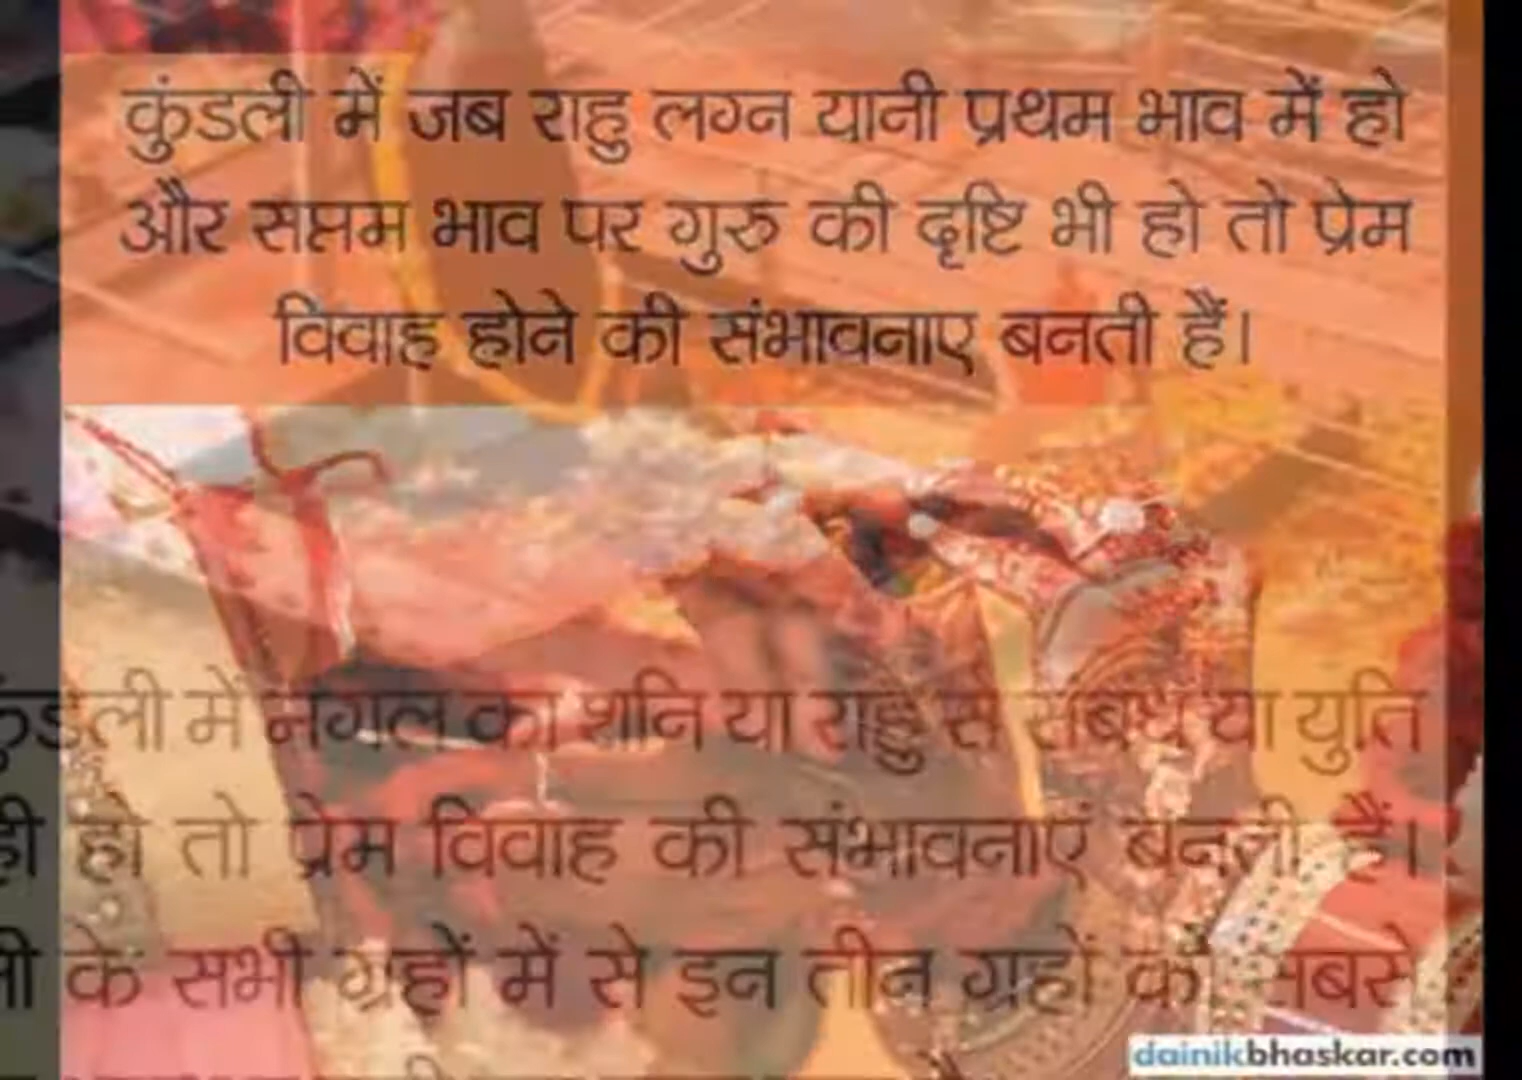 कुंडली में जब राहु लग्न यानी प्रथम भाव में हो
और सप्तम भाव पर गुरु की दृष्टि भी हो तो प्रेम
विवाह होने की संभावनाए बनती हैं।
कुंडली में मंगल का शनि या राहु से संबंध या युति
ही हो तो प्रेम विवाह की संभावनाएं बनती हैं।
के सभी ग्रहों में से इन तीन ग्रहों को सबसे
dainikbhaskar.com